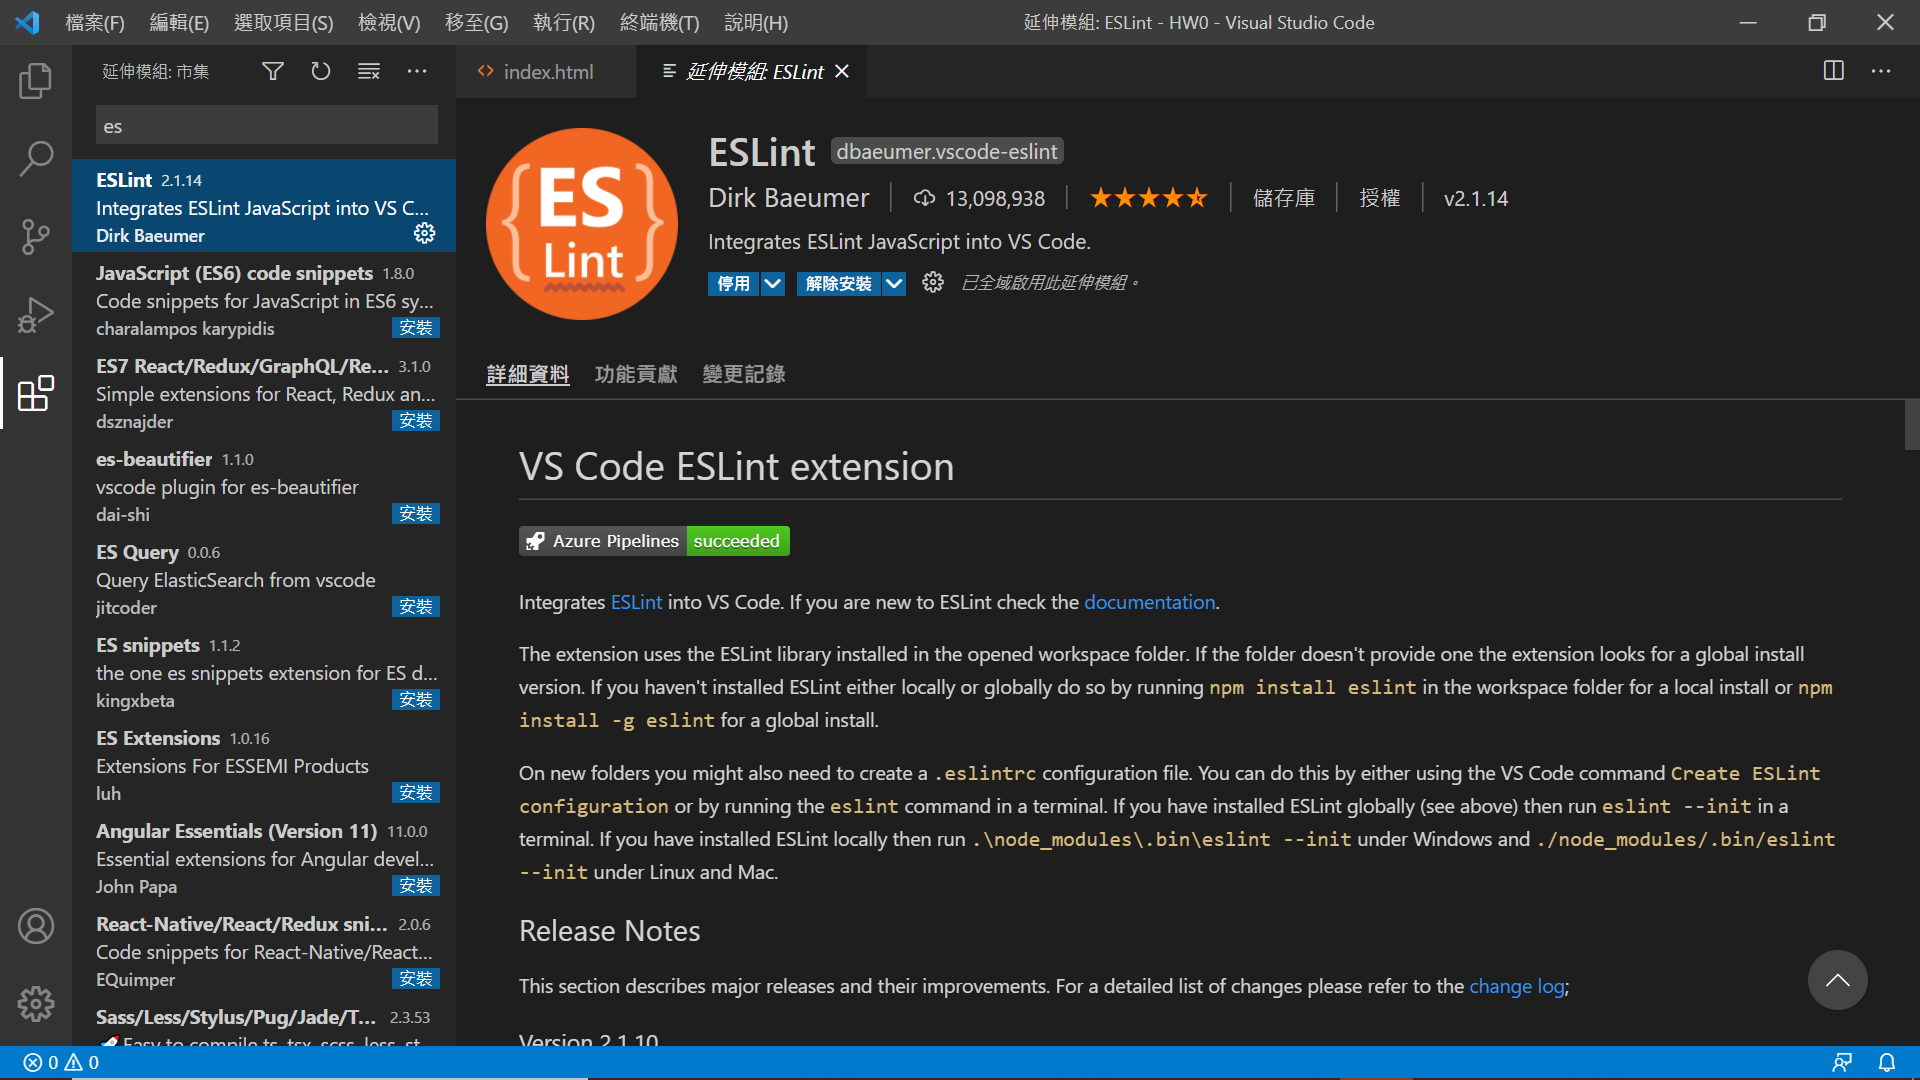 檔案(F) 編輯(E) 選取項目(S) 檢視(V) 移至(G) 執行(R) 終端機(T) 說明(H) 延伸模組: ESLint - HW0 - Visual Studio Code
延伸模組: 市集
es
ESLint 2.1.14
Integrates ESLint JavaScript into VS C...
Dirk Baeumer
JavaScript (ES6) code snippets 1.8.0
Code snippets for JavaScript in ES6 sy...
charalampos karypidis 安裝
ES7 React/Redux/GraphQL/Re... 3.1.0
Simple extensions for React, Redux an...
dsznajder 安裝
es-beautifier 1.1.0
vscode plugin for es-beautifier
dai-shi 安裝
ES Query 0.0.6
Query ElasticSearch from vscode
jitcoder 安裝
ES snippets 1.1.2
the one es snippets extension for ES d...
kingxbeta 安裝
ES Extensions 1.0.16
Extensions For ESSEMI Products
luh 安裝
Angular Essentials (Version 11) 11.0.0
Essential extensions for Angular devel...
John Papa 安裝
React-Native/React/Redux sni... 2.0.6
Code snippets for React-Native/React...
EQuimper 安裝
Sass/Less/Stylus/Pug/Jade/T... 2.3.53
Easy to compile ts, tsx, scss, less, st...
index.html 延伸模組: ESLint
ES
Lint
ESLint dbaeumer.vscode-eslint
Dirk Baeumer 13,098,938 儲存庫 授權 v2.1.14
Integrates ESLint JavaScript into VS Code.
停用 解除安裝 已全域啟用此延伸模組。
詳細資料 功能貢獻 變更記錄
VS Code ESLint extension
Azure Pipelines succeeded
Integrates ESLint into VS Code. If you are new to ESLint check the documentation.
The extension uses the ESLint library installed in the opened workspace folder. If the folder doesn't provide one the extension looks for a global install
version. If you haven't installed ESLint either locally or globally do so by running npm install eslint in the workspace folder for a local install or npm
install -g eslint for a global install.
On new folders you might also need to create a .eslintrc configuration file. You can do this by either using the VS Code command Create ESLint
configuration or by running the eslint command in a terminal. If you have installed ESLint globally (see above) then run eslint --init in a
terminal. If you have installed ESLint locally then run .\node_modules\.bin\eslint --init under Windows and ./node_modules/.bin/eslint
--init under Linux and Mac.
Release Notes
This section describes major releases and their improvements. For a detailed list of changes please refer to the change log;
Version 2.1.10
0 0